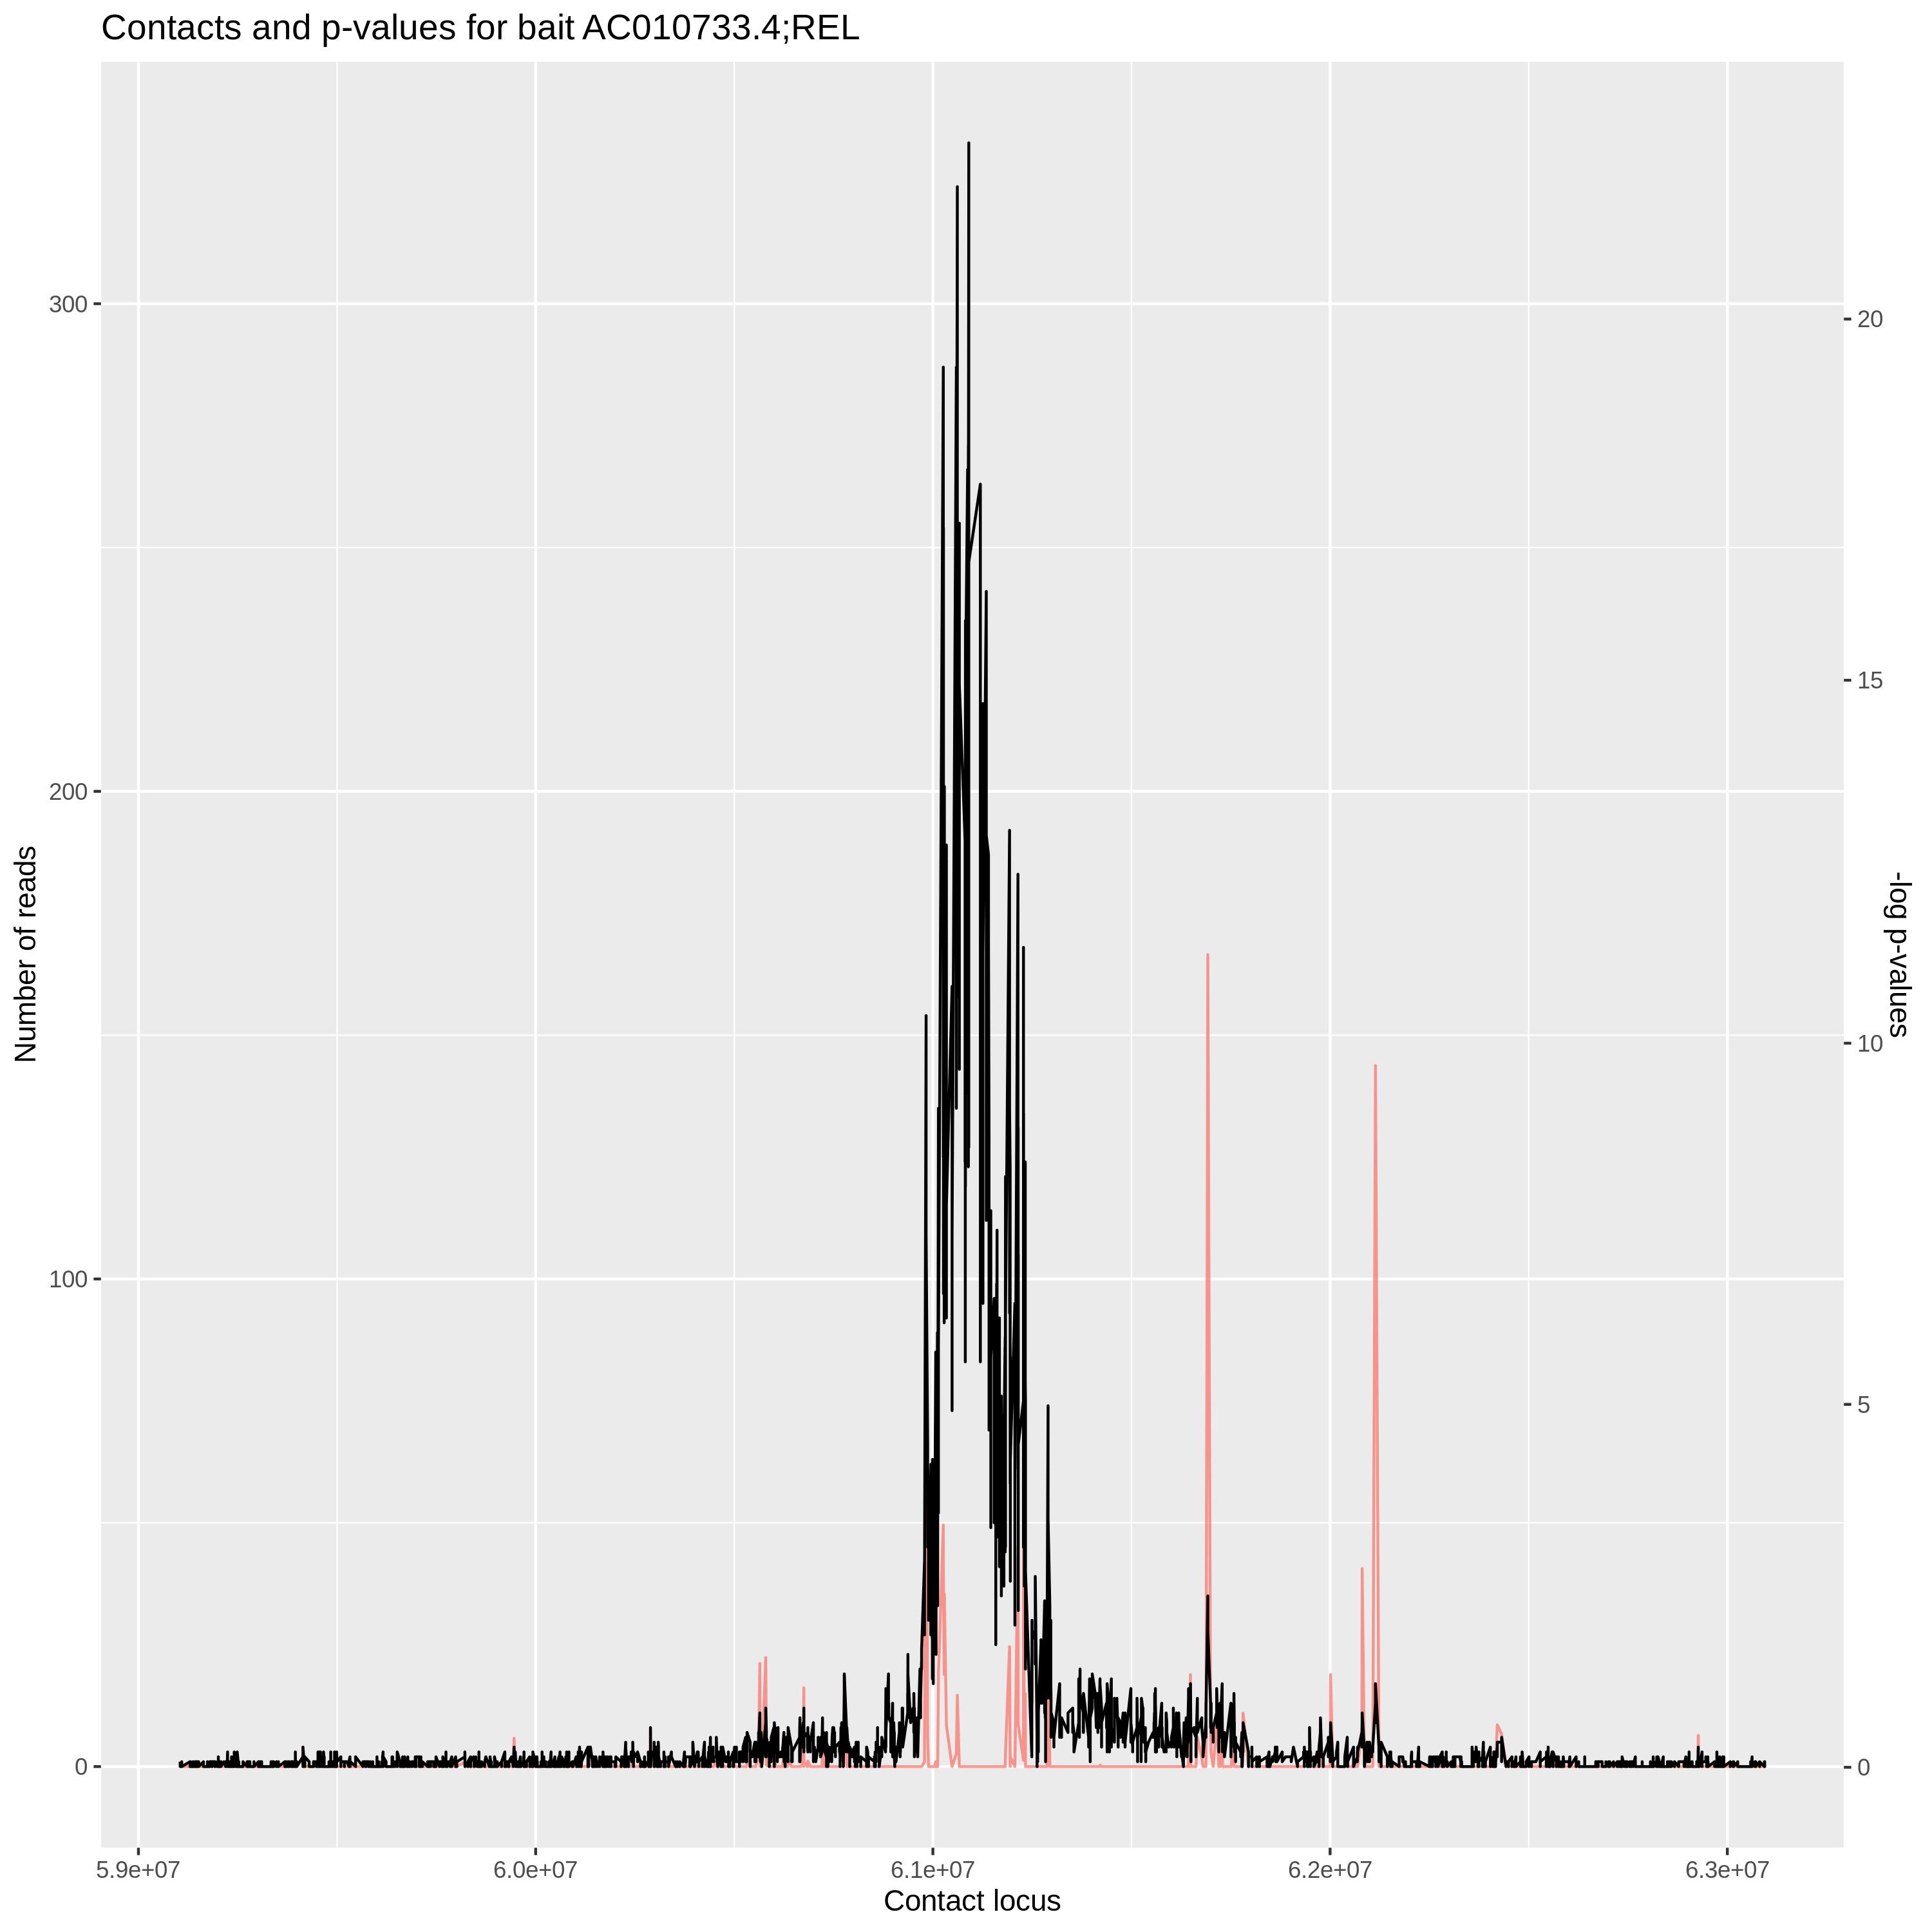 Contacts and p-values for bait AC010733.4;REL
300
200
100
0
Number of reads
20
15
10
5
0
-log p-values
5.9e+07
6.0e+07
6.1e+07
6.2e+07
6.3e+07
Contact locus